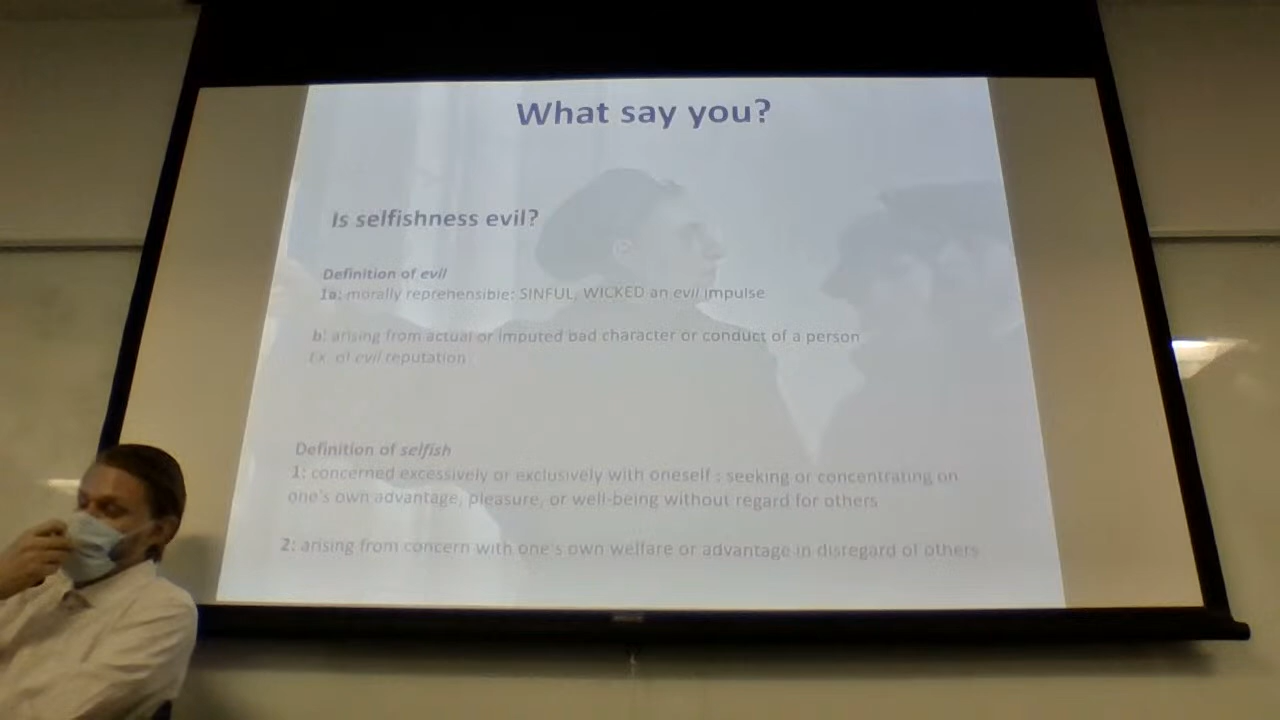 What say you?
Is selfishness evil?
Definition of evil
1a: morally reprehensible: SINFUL, WICKED an evil impulse
b: arising from actual or imputed bad character or conduct of a person
Ex. of evil reputation
Definition of selfish
1: concerned excessively or exclusively with oneself : seeking or concentrating on
one's own advantage, pleasure, or well-being without regard for others
2: arising from concern with one's own welfare or advantage in disregard of others